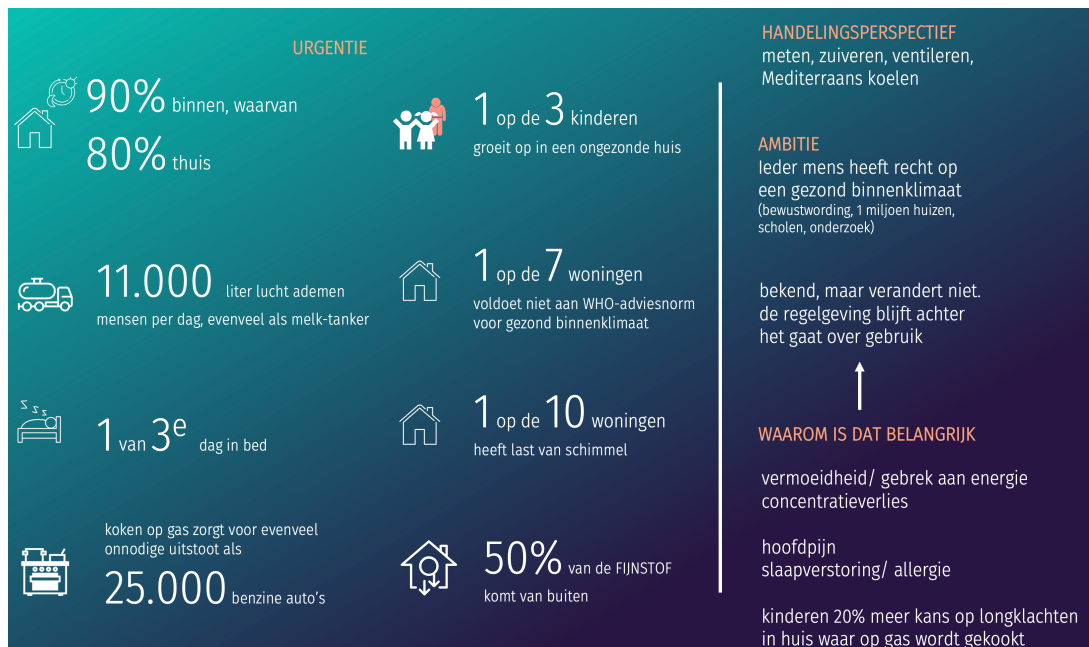 URGENTIE
90% binnen, waarvan
80% thuis
1 op de 3 kinderen
groeit op in een ongezonde huis
11.000 liter lucht ademen
mensen per dag, evenveel als melk-tanker
1 op de 7 woningen
voldoet niet aan WHO-adviesnorm
voor gezond binnenklimaat
z z z
1 van 3e dag in bed
1 op de 10 woningen
heeft last van schimmel
koken op gas zorgt voor evenveel
onnodige uitstoot als
25.000 benzine auto's
50% van de FIJNSTOF
komt van buiten
HANDELINGSPERSPECTIEF
meten, zuiveren, ventileren,
Mediterraans koelen
AMBITIE
Ieder mens heeft recht op
een gezond binnenklimaat
(bewustwording, 1 miljoen huizen,
scholen, onderzoek)
bekend, maar verandert niet.
de regelgeving blijft achter
het gaat over gebruik
WAAROM IS DAT BELANGRIJK
vermoeidheid/ gebrek aan energie
concentratieverlies
hoofdpijn
slaapverstoring/ allergie
kinderen 20% meer kans op longklachten
in huis waar op gas wordt gekookt